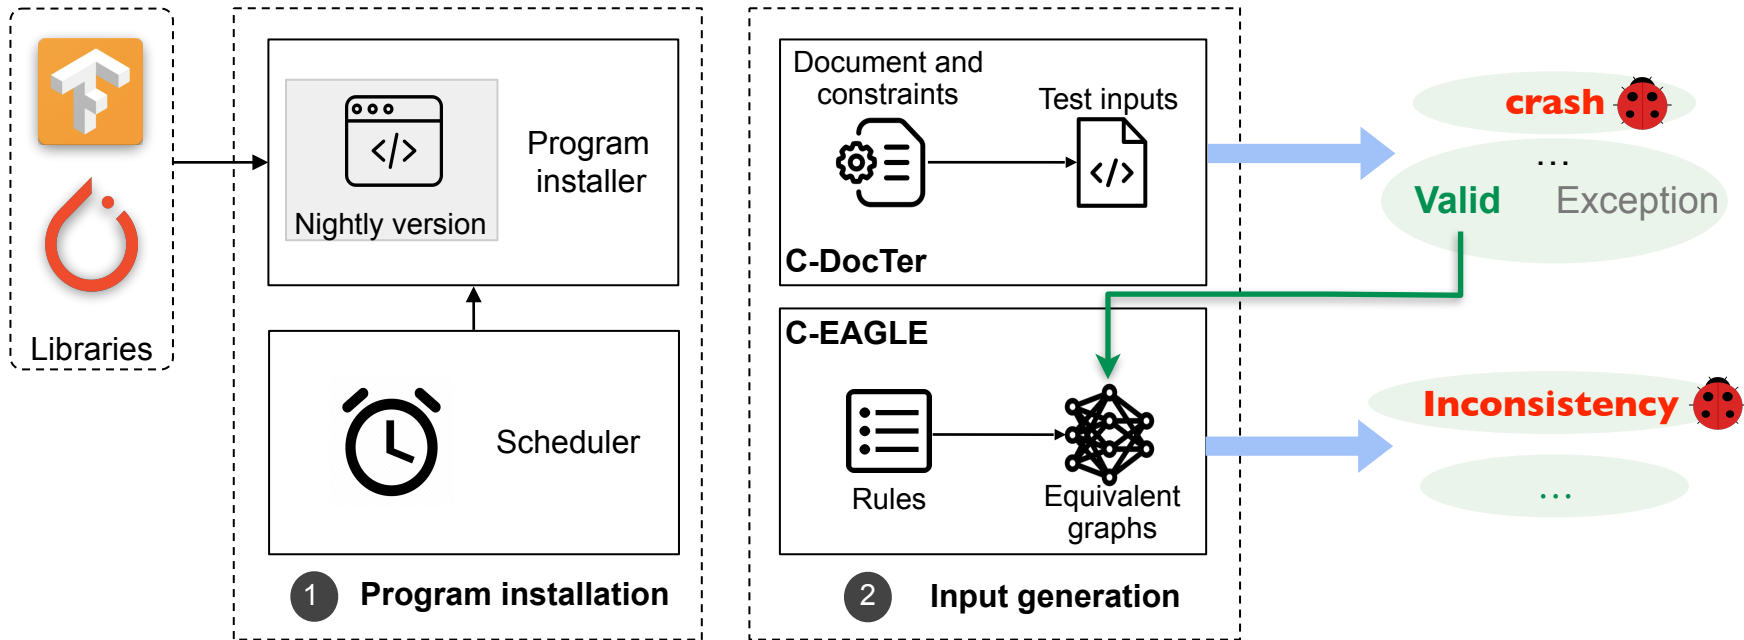 Libraries
</>
Nightly version
Program
installer
Scheduler
1 Program installation
Document and
constraints
Test inputs
</>
C-DocTer
C-EAGLE
Rules
Equivalent
graphs
2 Input generation
crash
...
Valid Exception
Inconsistency
...